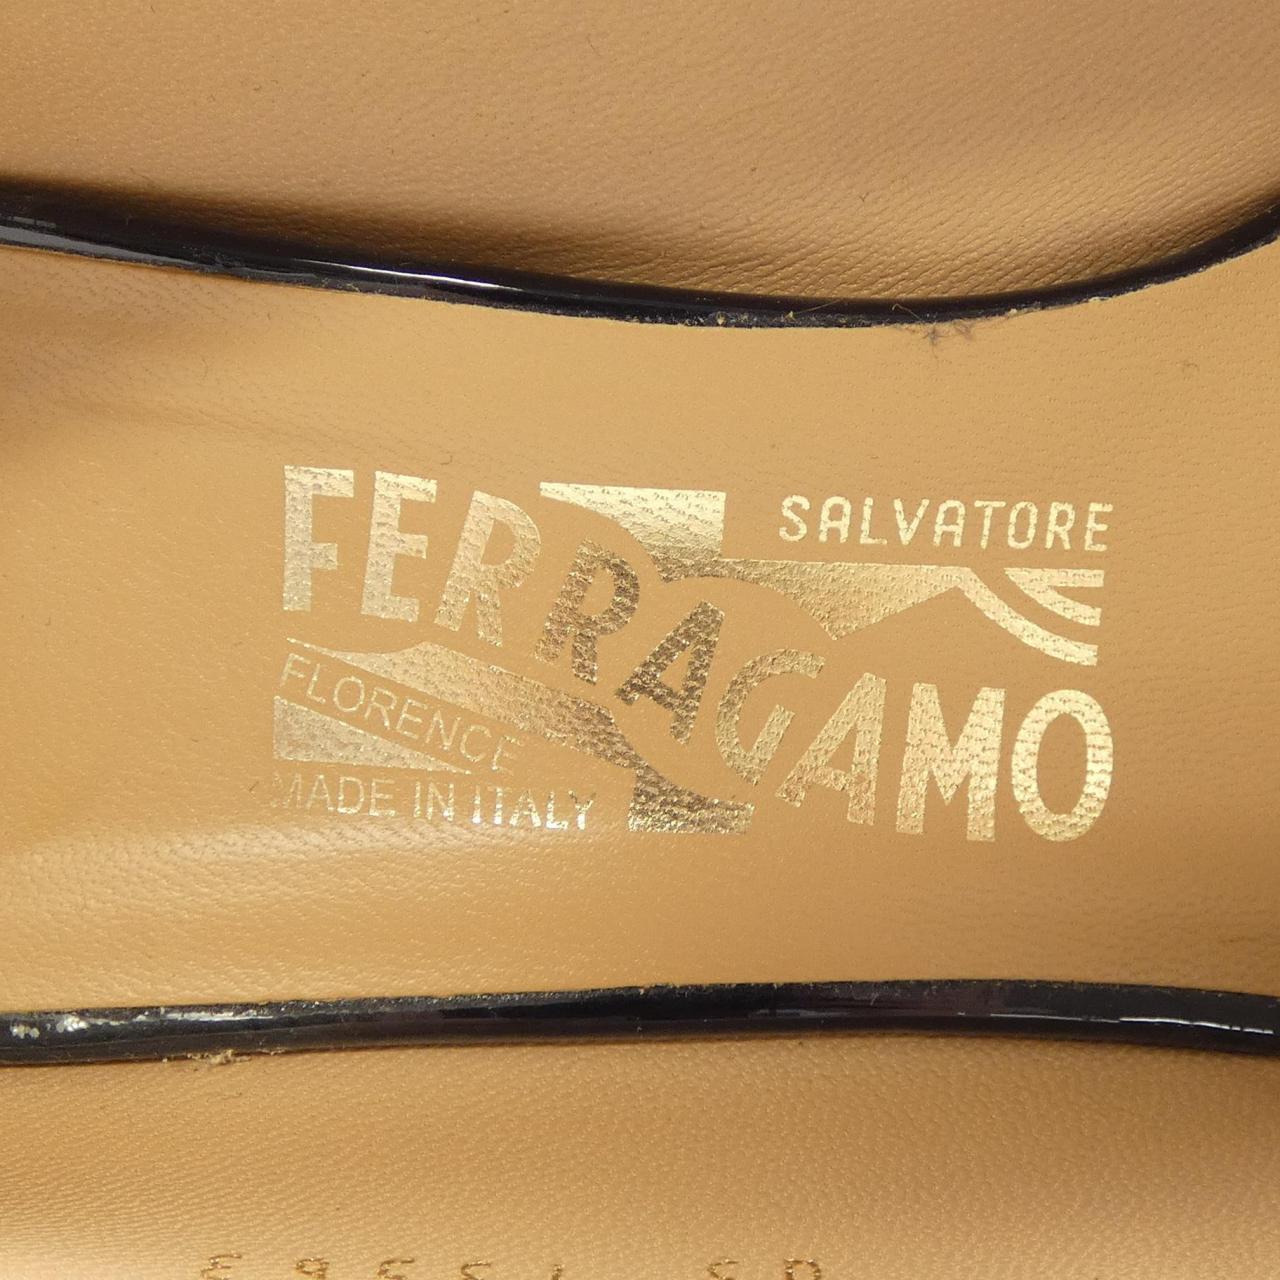 SALVATORE
FERRAGAMO
FLORENCE
MADE IN ITALY